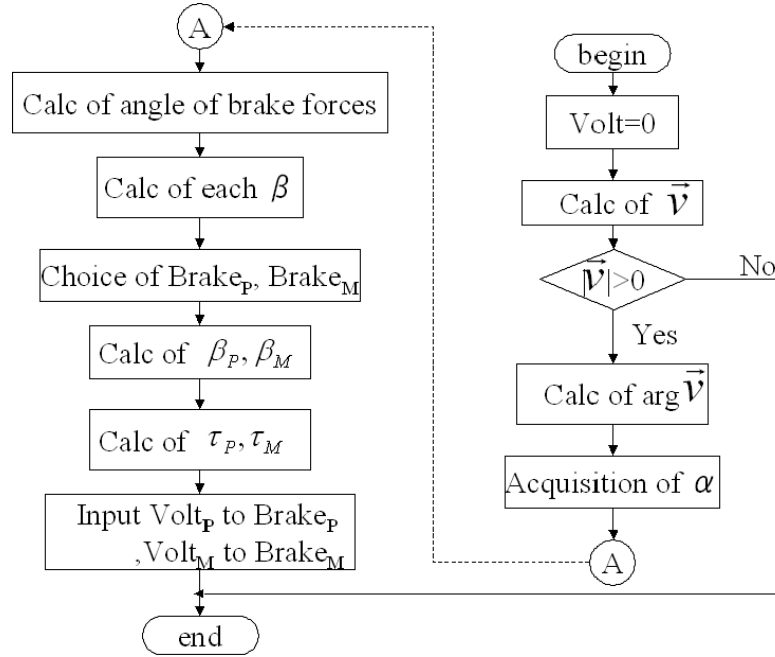 begin
Volt=0
Calc of v⃗
|v⃗|>0
No
Yes
Calc of arg v⃗
Acquisition of α
A
A
Calc of angle of brake forces
Calc of each β
Choice of Brake_P, Brake_M
Calc of β_P, β_M
Calc of τ_P, τ_M
Input Volt_P to Brake_P
,Volt_M to Brake_M
end